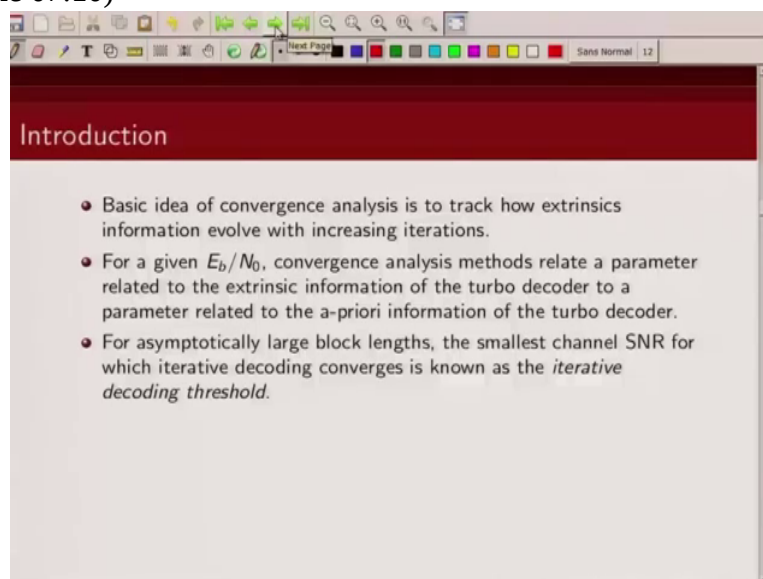 Next Page
Sans Normal 12
Introduction
Basic idea of convergence analysis is to track how extrinsics
information evolve with increasing iterations.
For a given E_b/N_0, convergence analysis methods relate a parameter
related to the extrinsic information of the turbo decoder to a
parameter related to the a-priori information of the turbo decoder.
For asymptotically large block lengths, the smallest channel SNR for
which iterative decoding converges is known as the iterative
decoding threshold.